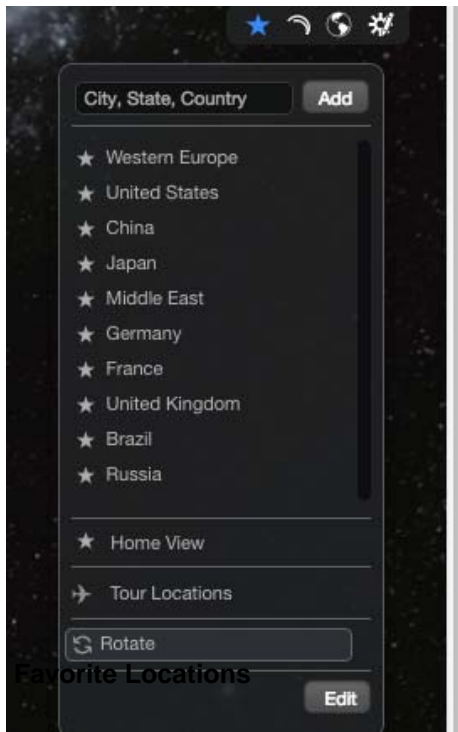 City, State, Country Add
Western Europe
United States
China
Japan
Middle East
Germany
France
United Kingdom
Brazil
Russia
Home View
Tour Locations
Rotate
Favorite Locations
Edit